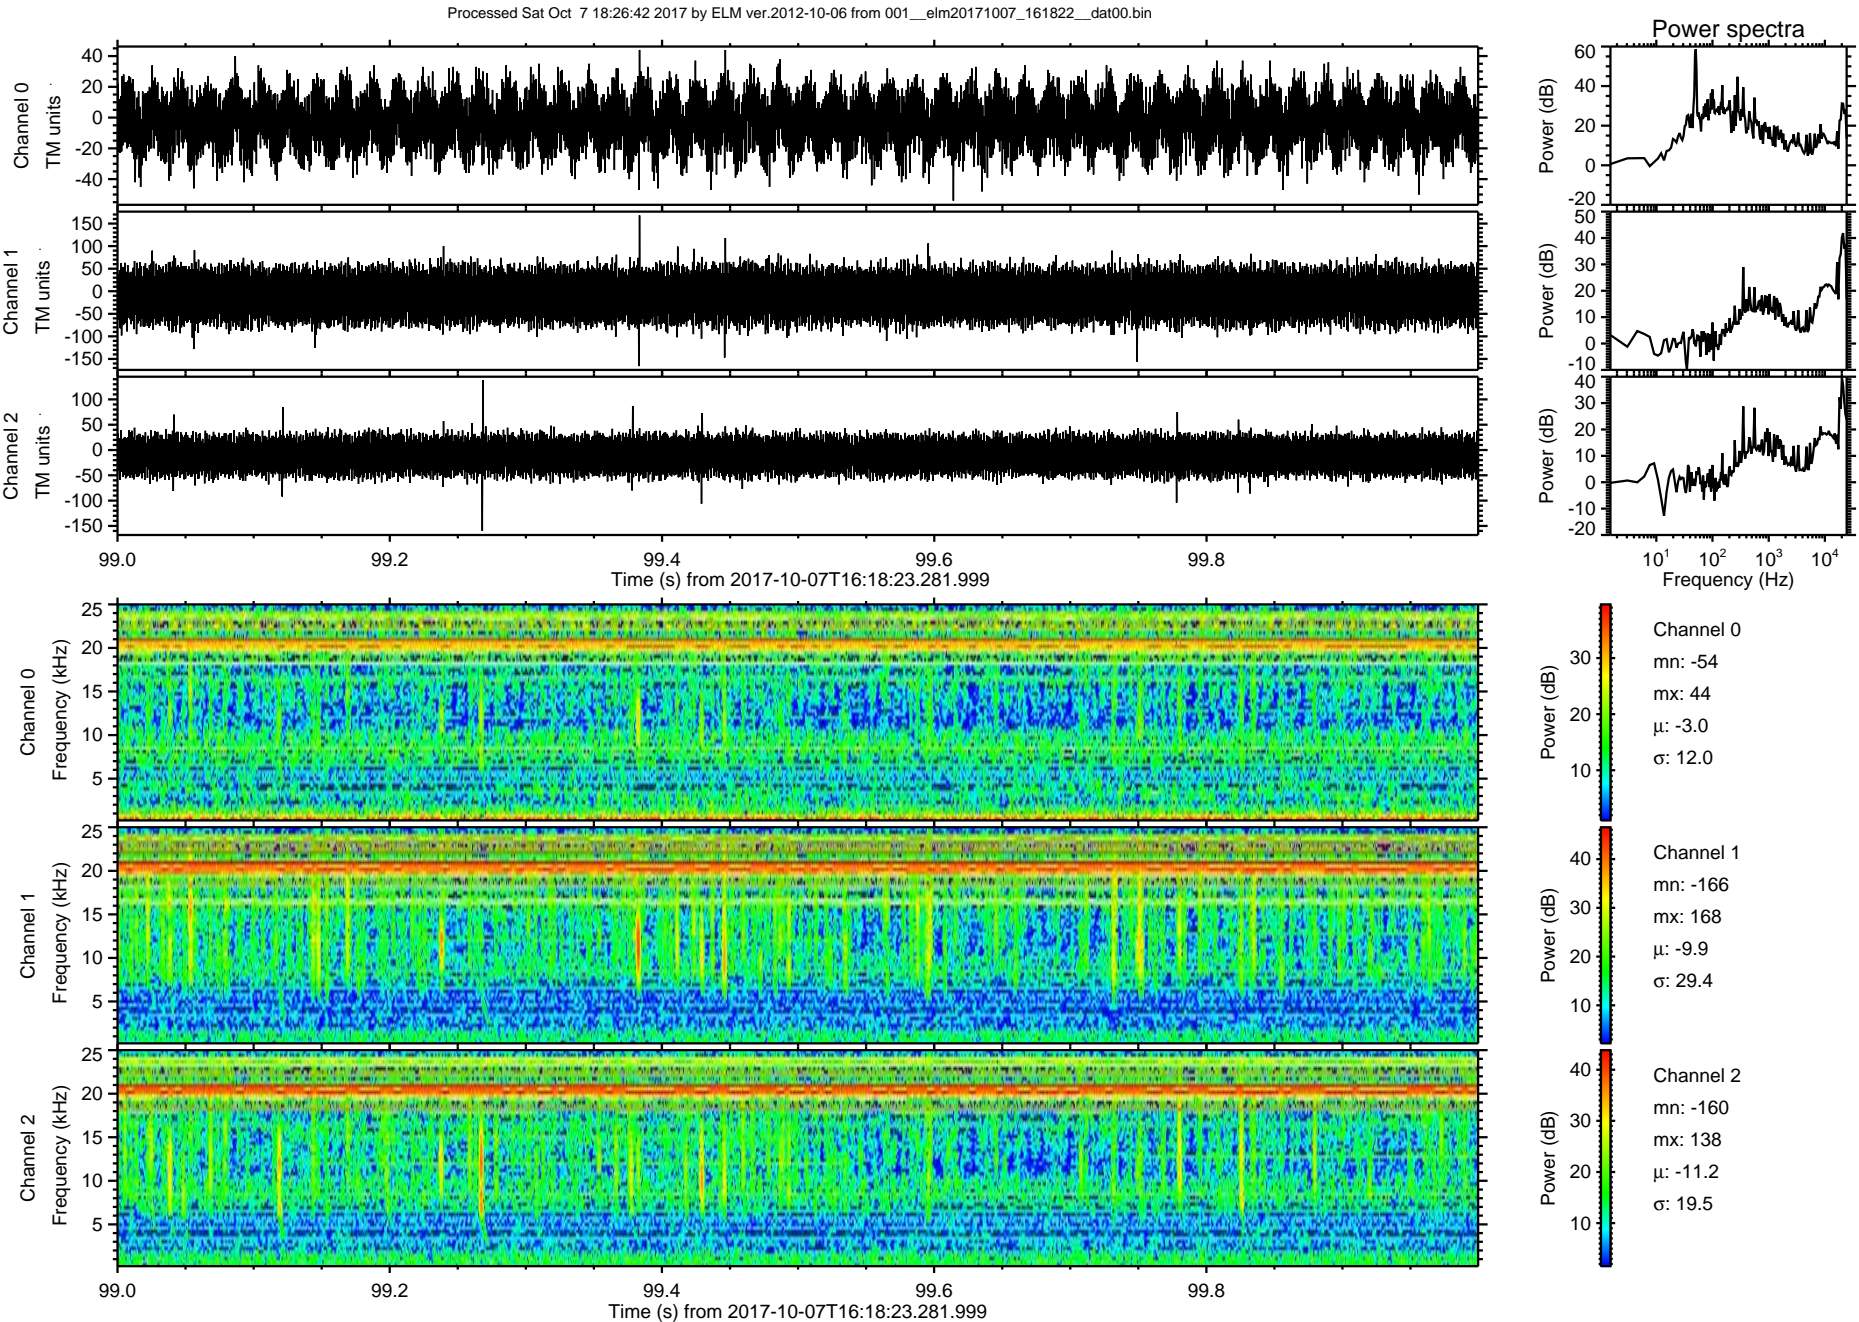 Processed Sat Oct 7 18:26:42 2017 by ELM ver.2012-10-06 from 001__elm20171007_161822__dat00.bin
Power spectra
Channel 0
TM units
40
20
0
-20
-40
Power (dB)
60
40
20
0
-20
Channel 1
TM units
150
100
50
0
-50
-100
-150
Power (dB)
50
40
30
20
10
0
-10
Channel 2
TM units
100
50
0
-50
-100
-150
Power (dB)
40
30
20
10
0
-10
-20
99.0 99.2 99.4 99.6 99.8
Time (s) from 2017-10-07T16:18:23.281.999
10¹ 10² 10³ 10⁴
Frequency (Hz)
Channel 0
Frequency (kHz)
25
20
15
10
5
Power (dB)
30
20
10
Channel 0
mn: -54
mx: 44
μ: -3.0
σ: 12.0
Channel 1
Frequency (kHz)
25
20
15
10
5
Power (dB)
40
30
20
10
Channel 1
mn: -166
mx: 168
μ: -9.9
σ: 29.4
Channel 2
Frequency (kHz)
25
20
15
10
5
Power (dB)
40
30
20
10
Channel 2
mn: -160
mx: 138
μ: -11.2
σ: 19.5
99.0 99.2 99.4 99.6 99.8
Time (s) from 2017-10-07T16:18:23.281.999